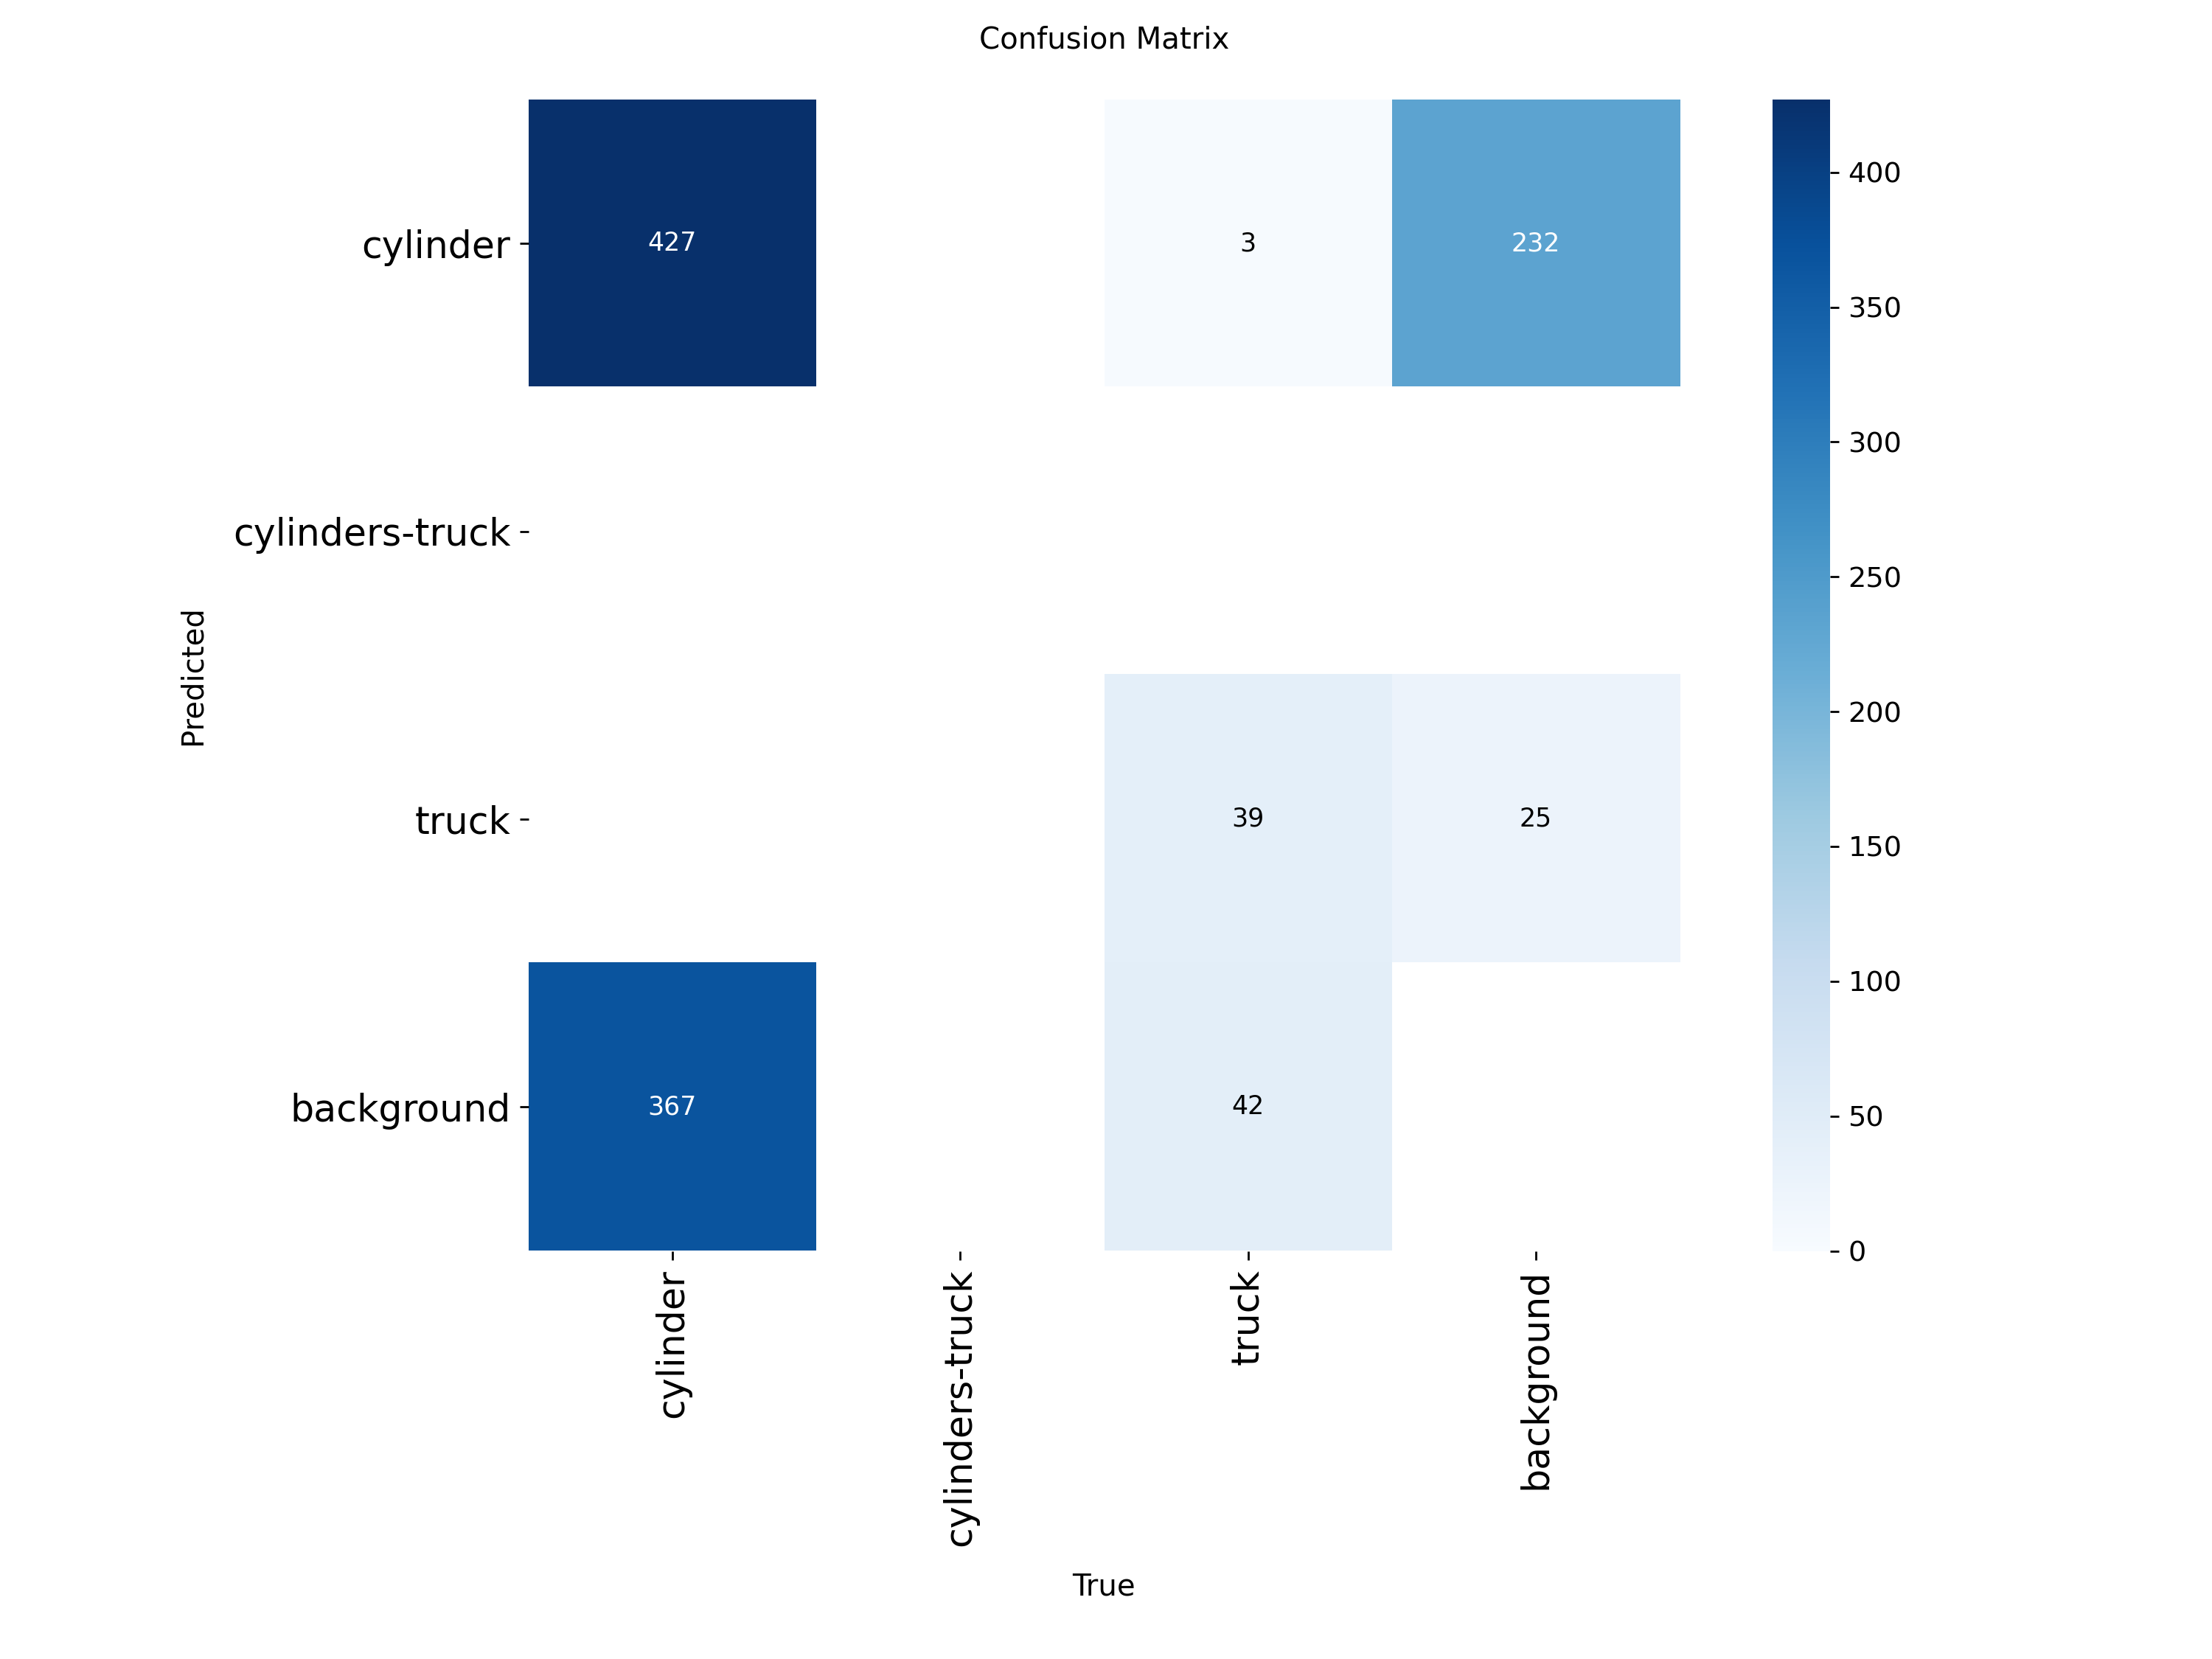 Confusion Matrix
cylinder
427
3
232
400
350
300
cylinders-truck
250
Predicted
200
truck
39
25
150
100
background
367
42
50
0
cylinder
cylinders-truck
truck
background
True